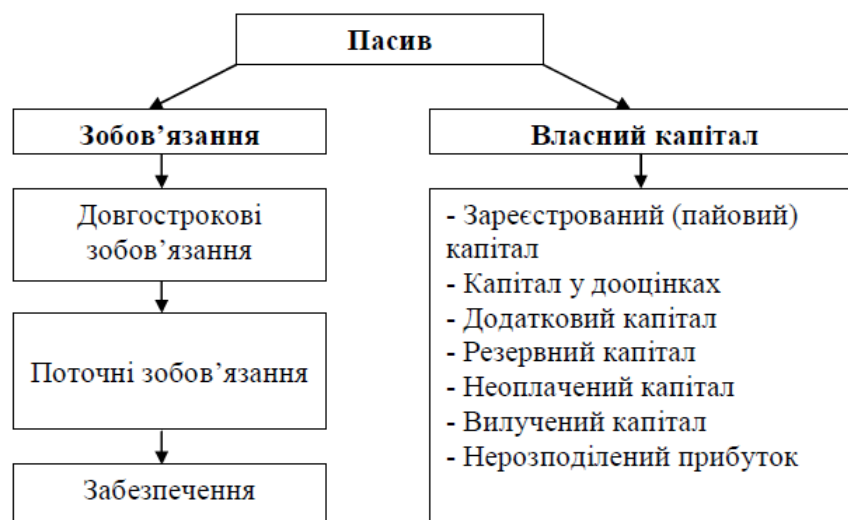 Пасив
Зобов’язання
Довгострокові
зобов’язання
Поточні зобов’язання
Забезпечення
Власний капітал
- Зареєстрований (пайовий)
капітал
- Капітал у дооцінках
- Додатковий капітал
- Резервний капітал
- Неоплачений капітал
- Вилучений капітал
- Нерозподілений прибуток